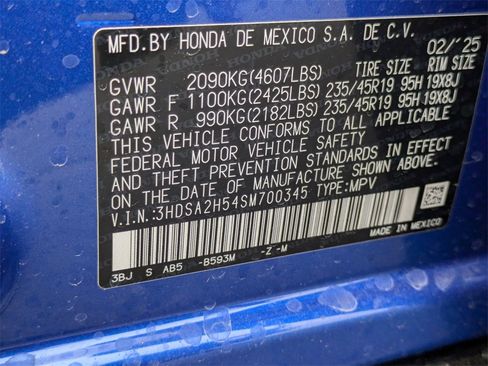 MFD.BY HONDA DE MEXICO S.A. DE C.V.
02/'25
TIRE SIZE RIM SIZE
GVWR 2090KG(4607LBS)
GAWR F 1100KG(2425LBS) 235/45R19 95H 19X8J
GAWR R 990KG(2182LBS) 235/45R19 95H 19X8J
THIS VEHICLE CONFORMS TO ALL APPLICABLE
FEDERAL MOTOR VEHICLE SAFETY
AND THEFT PREVENTION STANDARDS IN EFFECT
ON THE DATE OF MANUFACTURE SHOWN ABOVE.
V.I.N:3HDSA2H54SM700345 TYPE:MPV
MADE IN MEXICO
3BJ S AB5 -B593M -Z -M